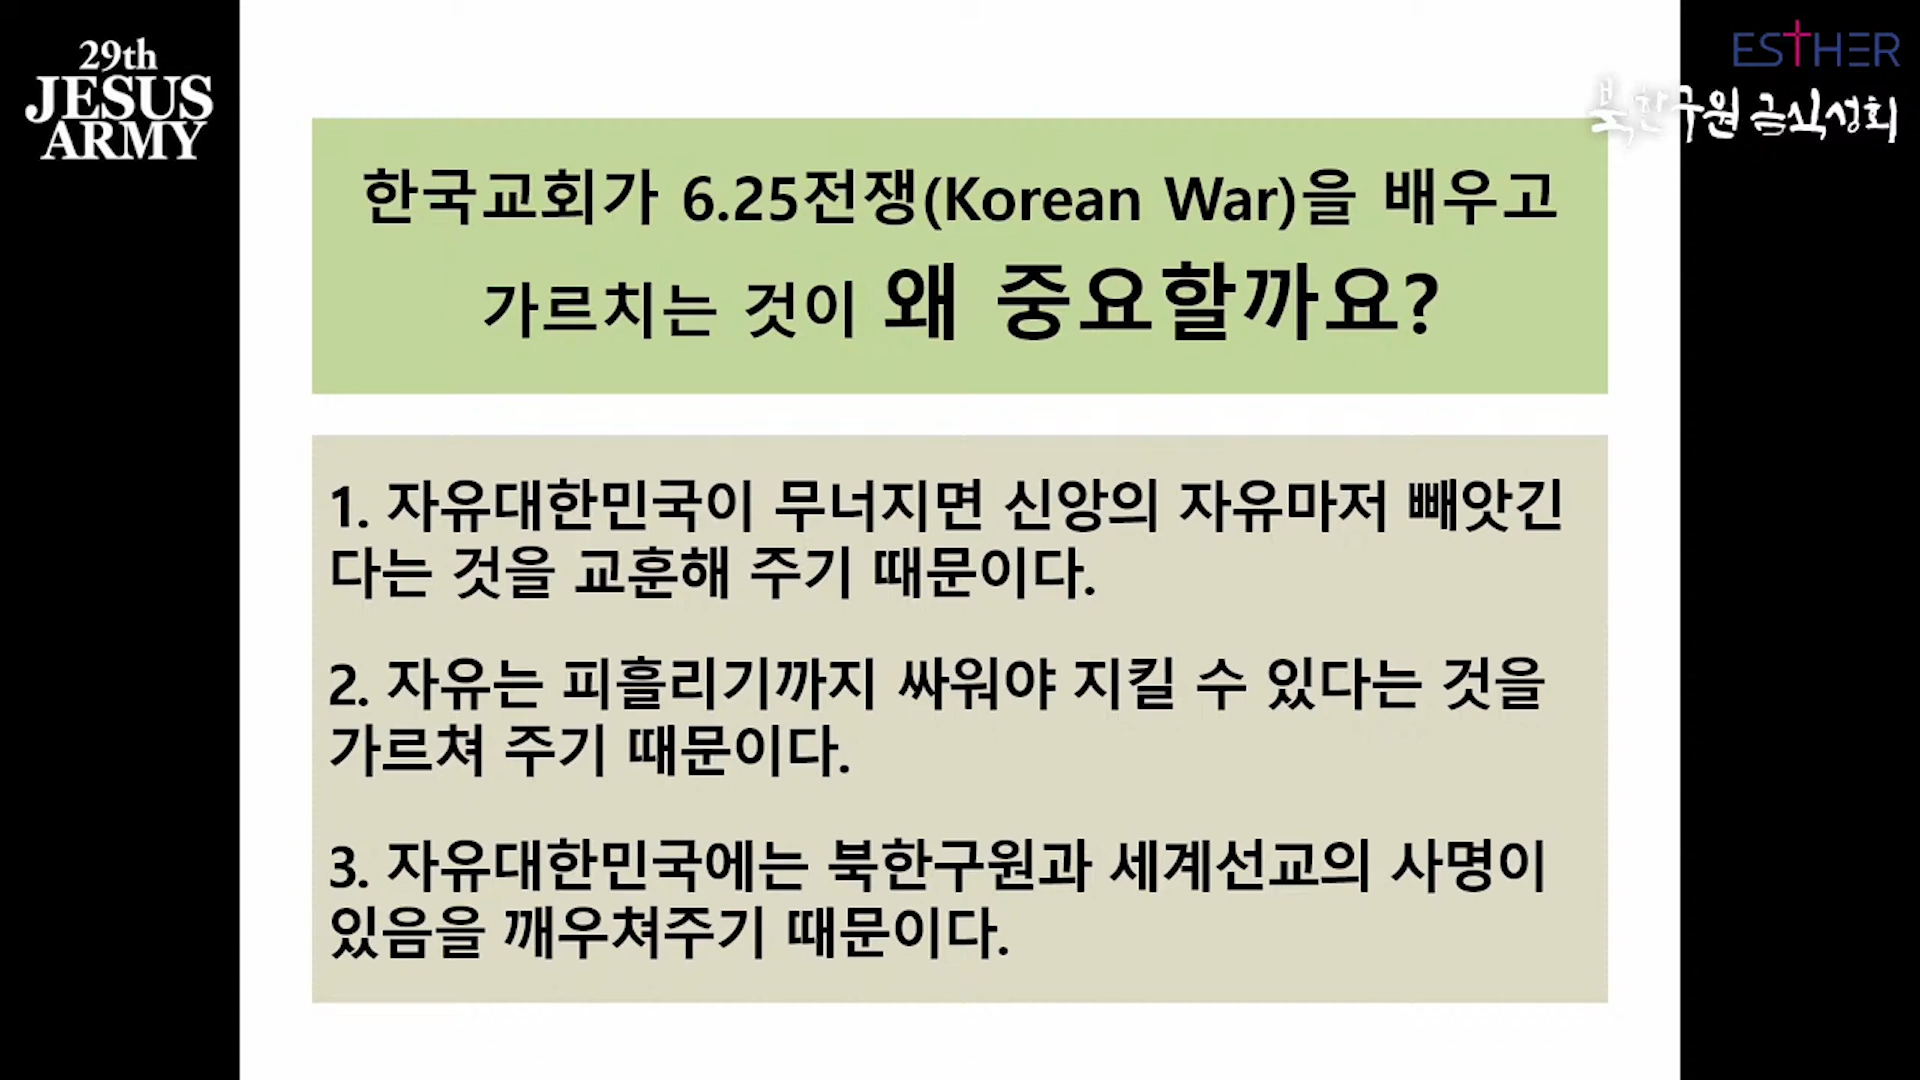 29th
JESUS
ARMY
ESTHER
북한구원 금식성회
한국교회가 6.25전쟁(Korean War)을 배우고
가르치는 것이 왜 중요할까요?
1. 자유대한민국이 무너지면 신앙의 자유마저 빼앗긴
다는 것을 교훈해 주기 때문이다.
2. 자유는 피흘리기까지 싸워야 지킬 수 있다는 것을
가르쳐 주기 때문이다.
3. 자유대한민국에는 북한구원과 세계선교의 사명이
있음을 깨우쳐주기 때문이다.